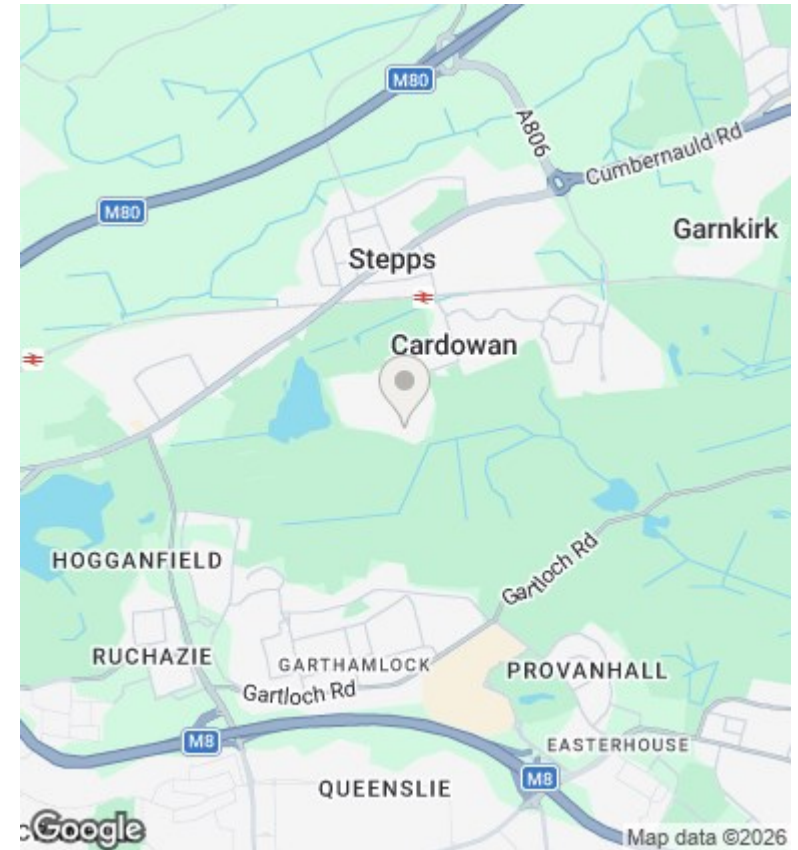 M80
A806
Cumbernauld Rd
M80
Garnkirk
Stepps
Cardowan
Gartloch Rd
HOGGANFIELD
RUCHAZIE
GARTHAMLOCK
PROVANHALL
Gartloch Rd
M8
EASTERHOUSE
M8
QUEENSLIE
Google
Map data ©2026